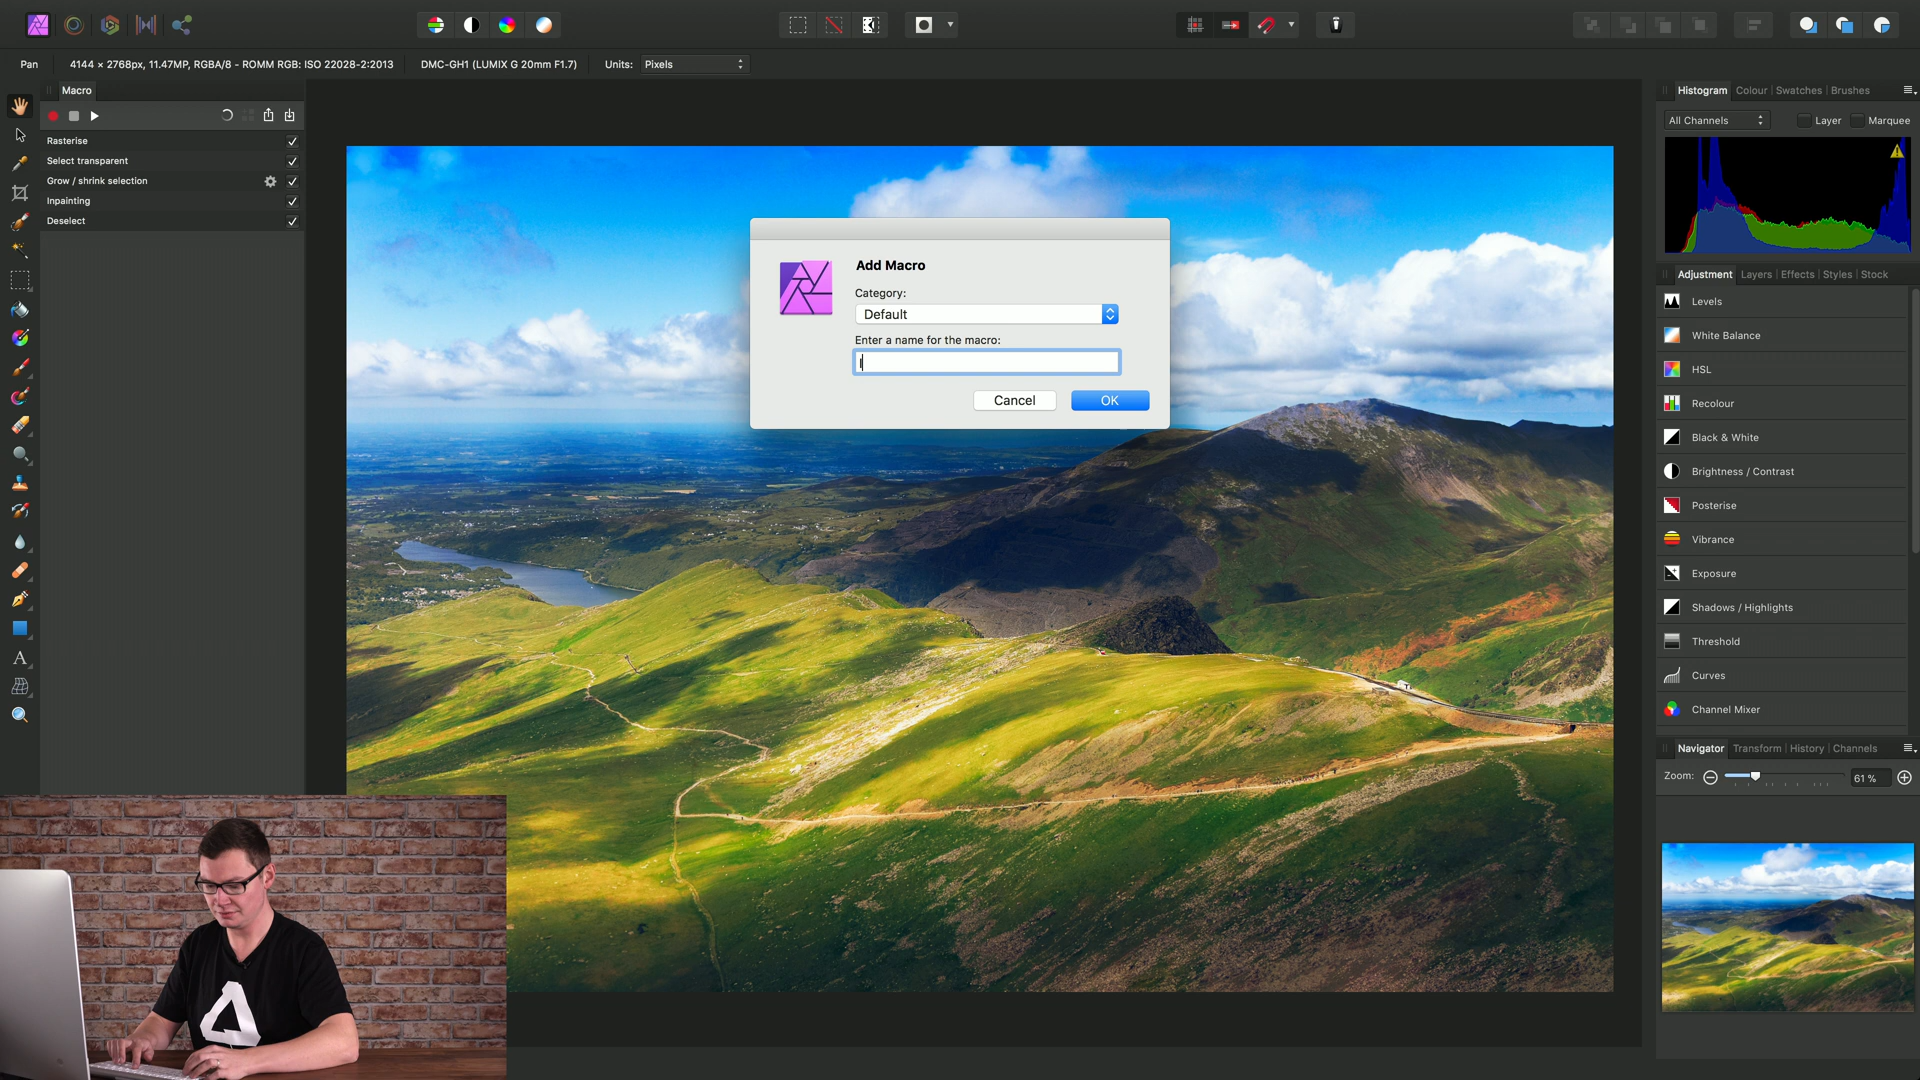 Pan
4144 × 2768px, 11.47MP, RGBA/8 - ROMM RGB: ISO 22028-2:2013
DMC-GH1 (LUMIX G 20mm F1.7)
Units: Pixels
Macro
Rasterise
Select transparent
Grow / shrink selection
Inpainting
Deselect
Add Macro
Category:
Default
Enter a name for the macro:
I
Cancel
OK
Histogram Colour | Swatches | Brushes
All Channels
Layer
Marquee
Adjustment Layers | Effects | Styles | Stock
Levels
White Balance
HSL
Recolour
Black & White
Brightness / Contrast
Posterise
Vibrance
Exposure
Shadows / Highlights
Threshold
Curves
Channel Mixer
Navigator Transform | History | Channels
Zoom:
61 %